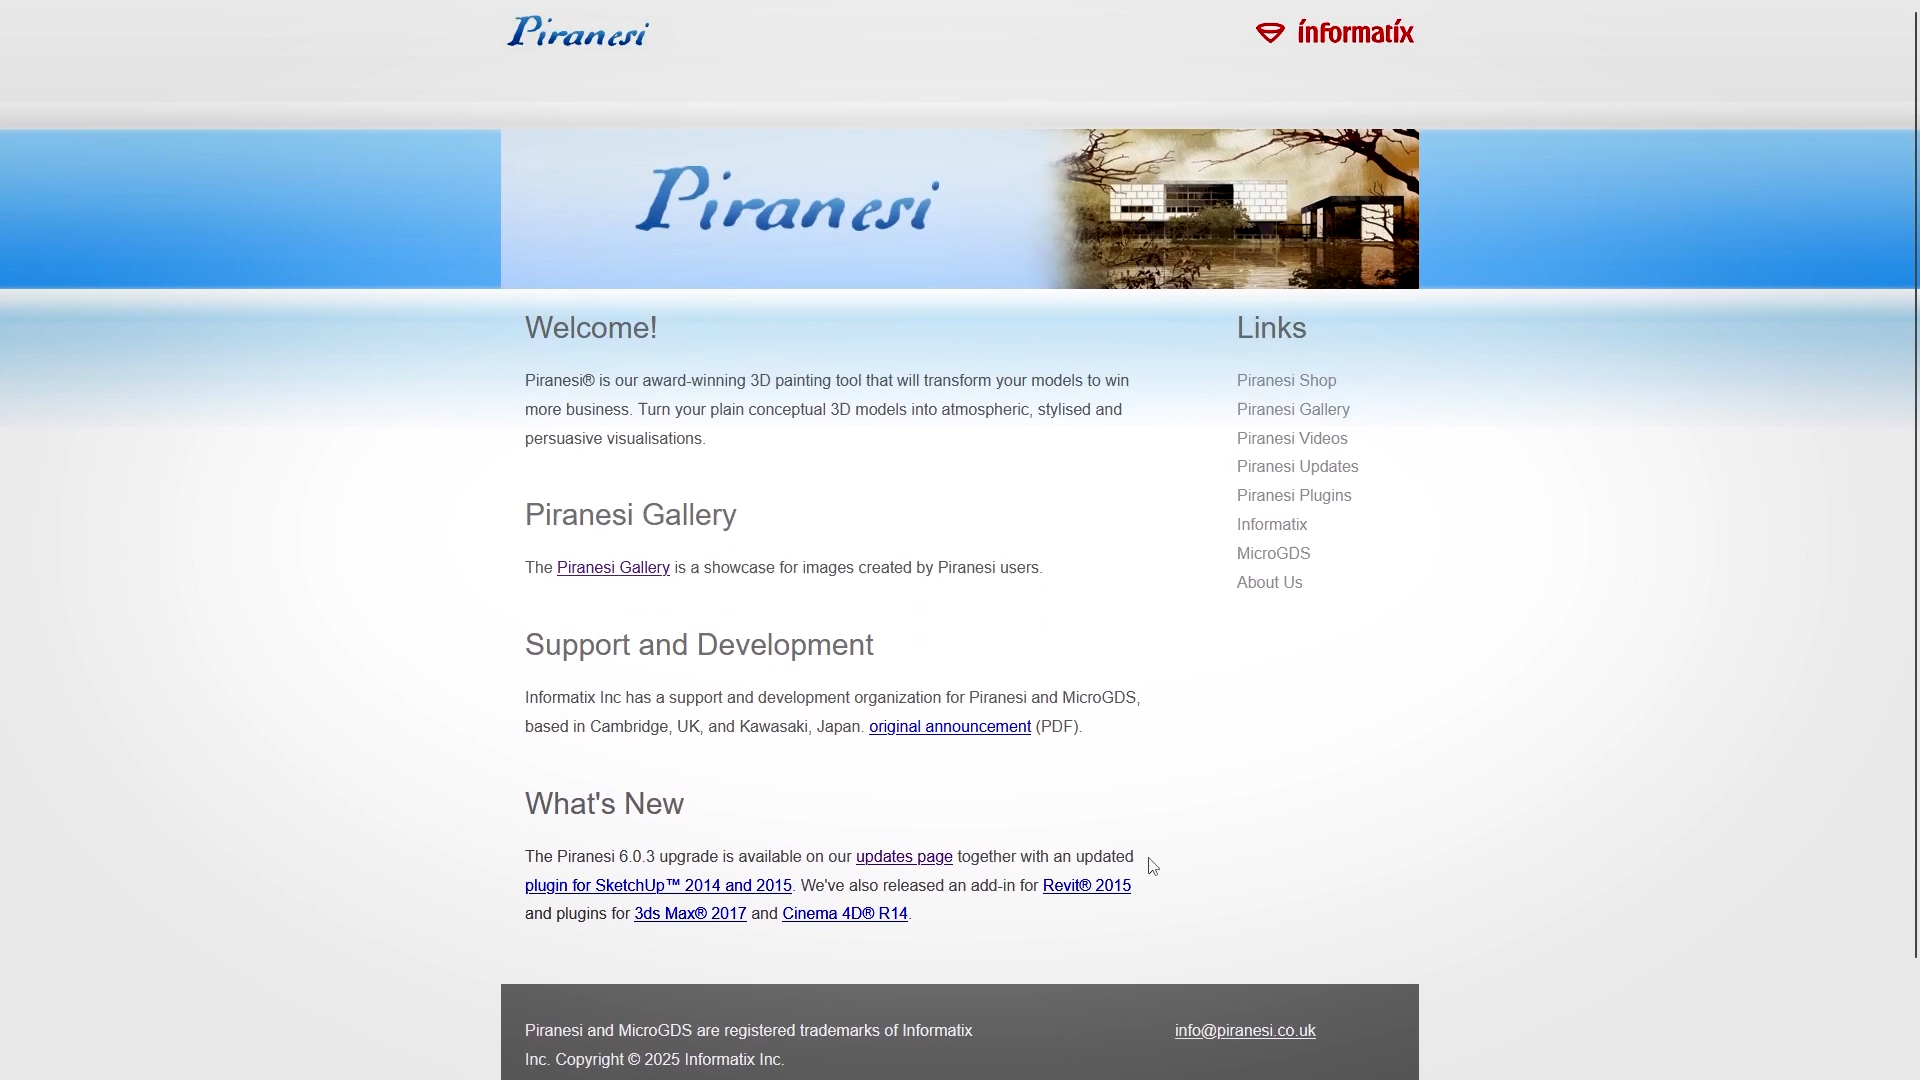 Piranesi
informatix
Piranesi
Welcome!
Piranesi® is our award-winning 3D painting tool that will transform your models to win
more business. Turn your plain conceptual 3D models into atmospheric, stylised and
persuasive visualisations.
Piranesi Gallery
The Piranesi Gallery is a showcase for images created by Piranesi users.
Support and Development
Informatix Inc has a support and development organization for Piranesi and MicroGDS,
based in Cambridge, UK, and Kawasaki, Japan. original announcement (PDF).
What's New
The Piranesi 6.0.3 upgrade is available on our updates page together with an updated
plugin for SketchUp™ 2014 and 2015. We've also released an add-in for Revit® 2015
and plugins for 3ds Max® 2017 and Cinema 4D® R14.
Links
Piranesi Shop
Piranesi Gallery
Piranesi Videos
Piranesi Updates
Piranesi Plugins
Informatix
MicroGDS
About Us
Piranesi and MicroGDS are registered trademarks of Informatix
Inc. Copyright © 2025 Informatix Inc.
info@piranesi.co.uk